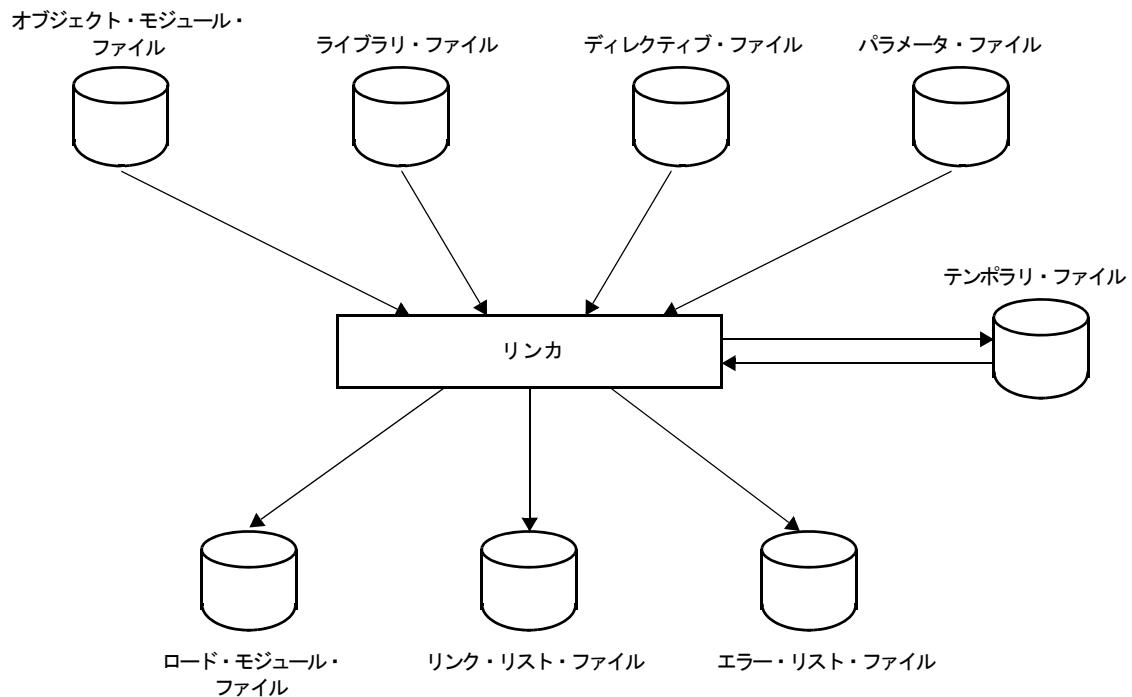 オブジェクト・モジュール・
ファイル
ライブラリ・ファイル
ディレクティブ・ファイル
パラメータ・ファイル
テンポラリ・ファイル
リンカ
ロード・モジュール・
ファイル
リンク・リスト・ファイル
エラー・リスト・ファイル